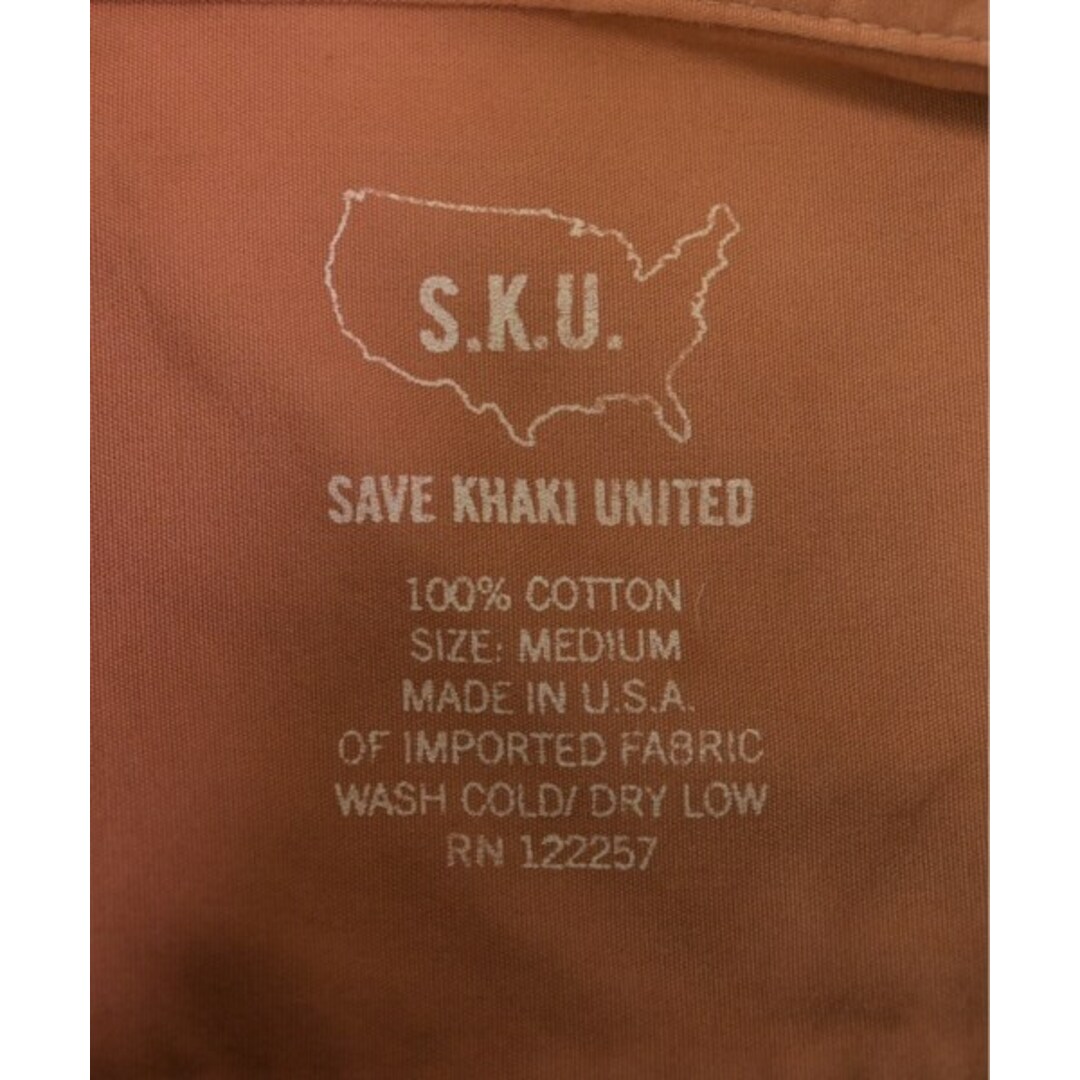 S.K.U.
SAVE KHAKI UNITED
100% COTTON
SIZE: MEDIUM
MADE IN U.S.A.
OF IMPORTED FABRIC
WASH COLD/ DRY LOW
RN 122257